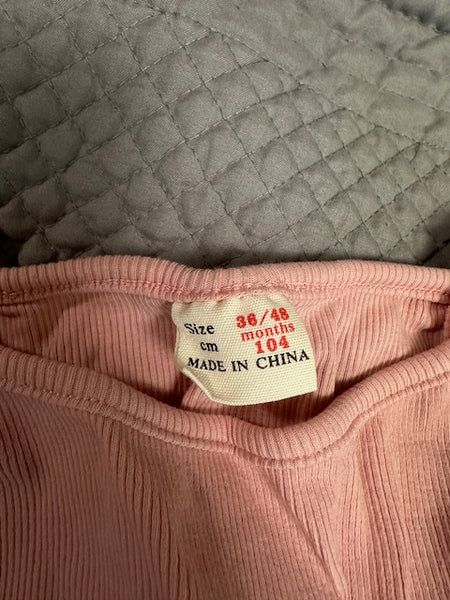 Size 36/48
cm months
104
MADE IN CHINA